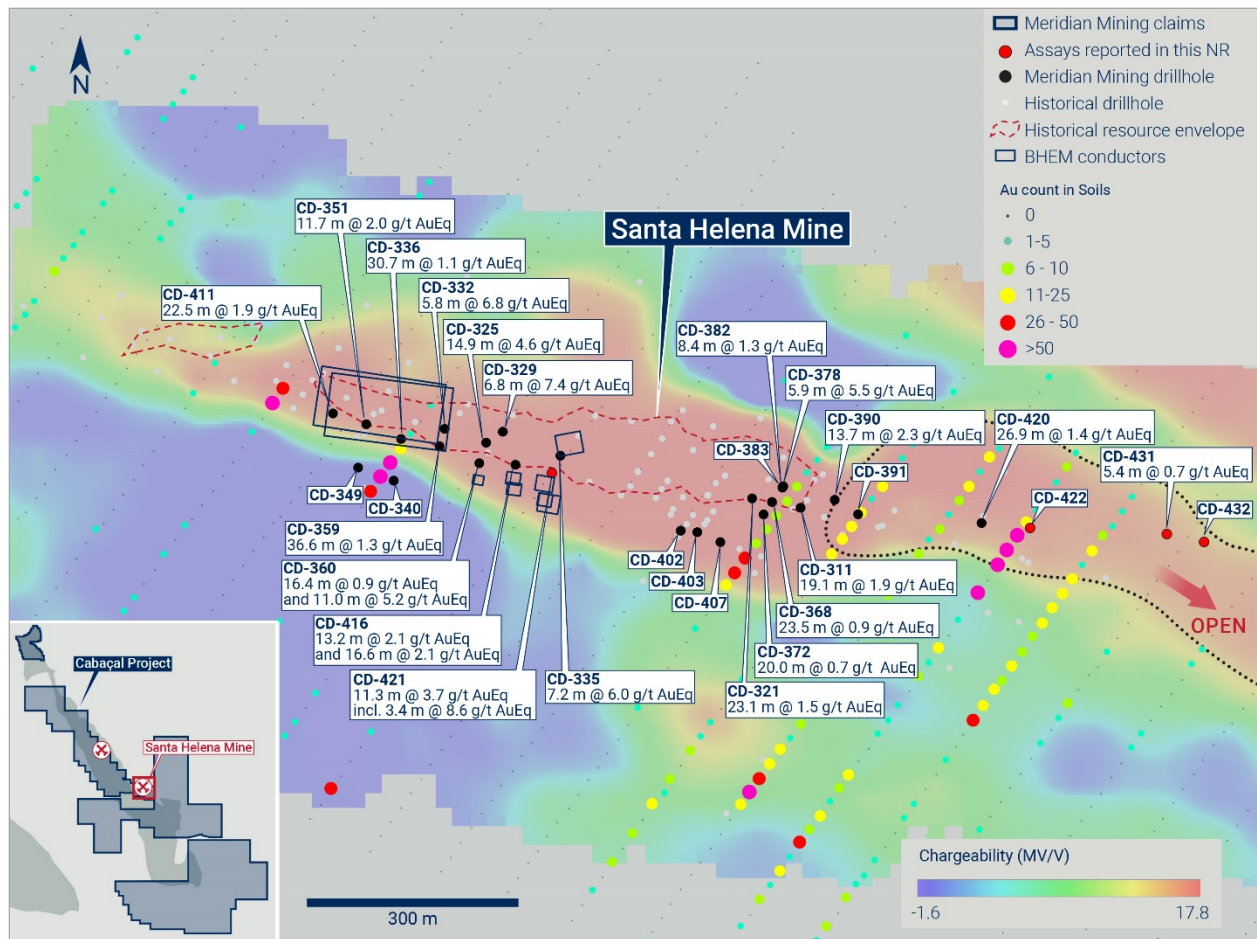 Meridian Mining claims
Assays reported in this NR
Meridian Mining drillhole
Historical drillhole
Historical resource envelope
BHEM conductors
Au count in Soils
0
1-5
6 - 10
11-25
26 - 50
>50
N
Santa Helena Mine
CD-351
11.7 m @ 2.0 g/t AuEq
CD-336
30.7 m @ 1.1 g/t AuEq
CD-332
5.8 m @ 6.8 g/t AuEq
CD-411
22.5 m @ 1.9 g/t AuEq
CD-325
14.9 m @ 4.6 g/t AuEq
CD-329
6.8 m @ 7.4 g/t AuEq
CD-382
8.4 m @ 1.3 g/t AuEq
CD-378
5.9 m @ 5.5 g/t AuEq
CD-390
13.7 m @ 2.3 g/t AuEq
CD-420
26.9 m @ 1.4 g/t AuEq
CD-431
5.4 m @ 0.7 g/t AuEq
CD-383
CD-391
CD-422
CD-432
CD-349
CD-340
CD-359
36.6 m @ 1.3 g/t AuEq
CD-402
CD-403
CD-407
CD-311
19.1 m @ 1.9 g/t AuEq
CD-360
16.4 m @ 0.9 g/t AuEq
and 11.0 m @ 5.2 g/t AuEq
CD-368
23.5 m @ 0.9 g/t AuEq
CD-416
13.2 m @ 2.1 g/t AuEq
and 16.6 m @ 2.1 g/t AuEq
CD-372
20.0 m @ 0.7 g/t AuEq
CD-421
11.3 m @ 3.7 g/t AuEq
incl. 3.4 m @ 8.6 g/t AuEq
CD-335
7.2 m @ 6.0 g/t AuEq
CD-321
23.1 m @ 1.5 g/t AuEq
OPEN
Cabaçal Project
Santa Helena Mine
300 m
Chargeability (MV/V)
-1.6
17.8